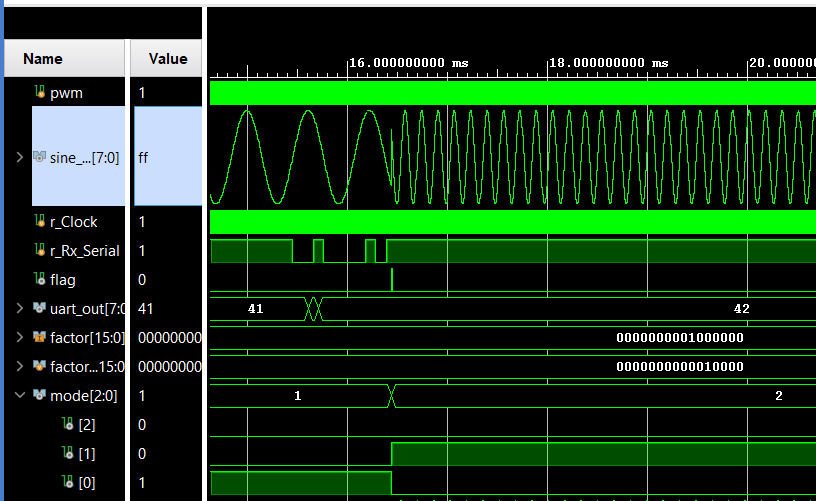 Name Value
16.000000000 ms 18.000000000 ms 20.000000
pwm 1
sine_...[7:0] ff
r_Clock 1
r_Rx_Serial 1
flag 0
uart_out[7:0 41 41 42
factor[15:0] 00000000 0000000001000000
factor...15:0 00000000 0000000000010000
mode[2:0] 1 1 2
[2] 0
[1] 0
[0] 1